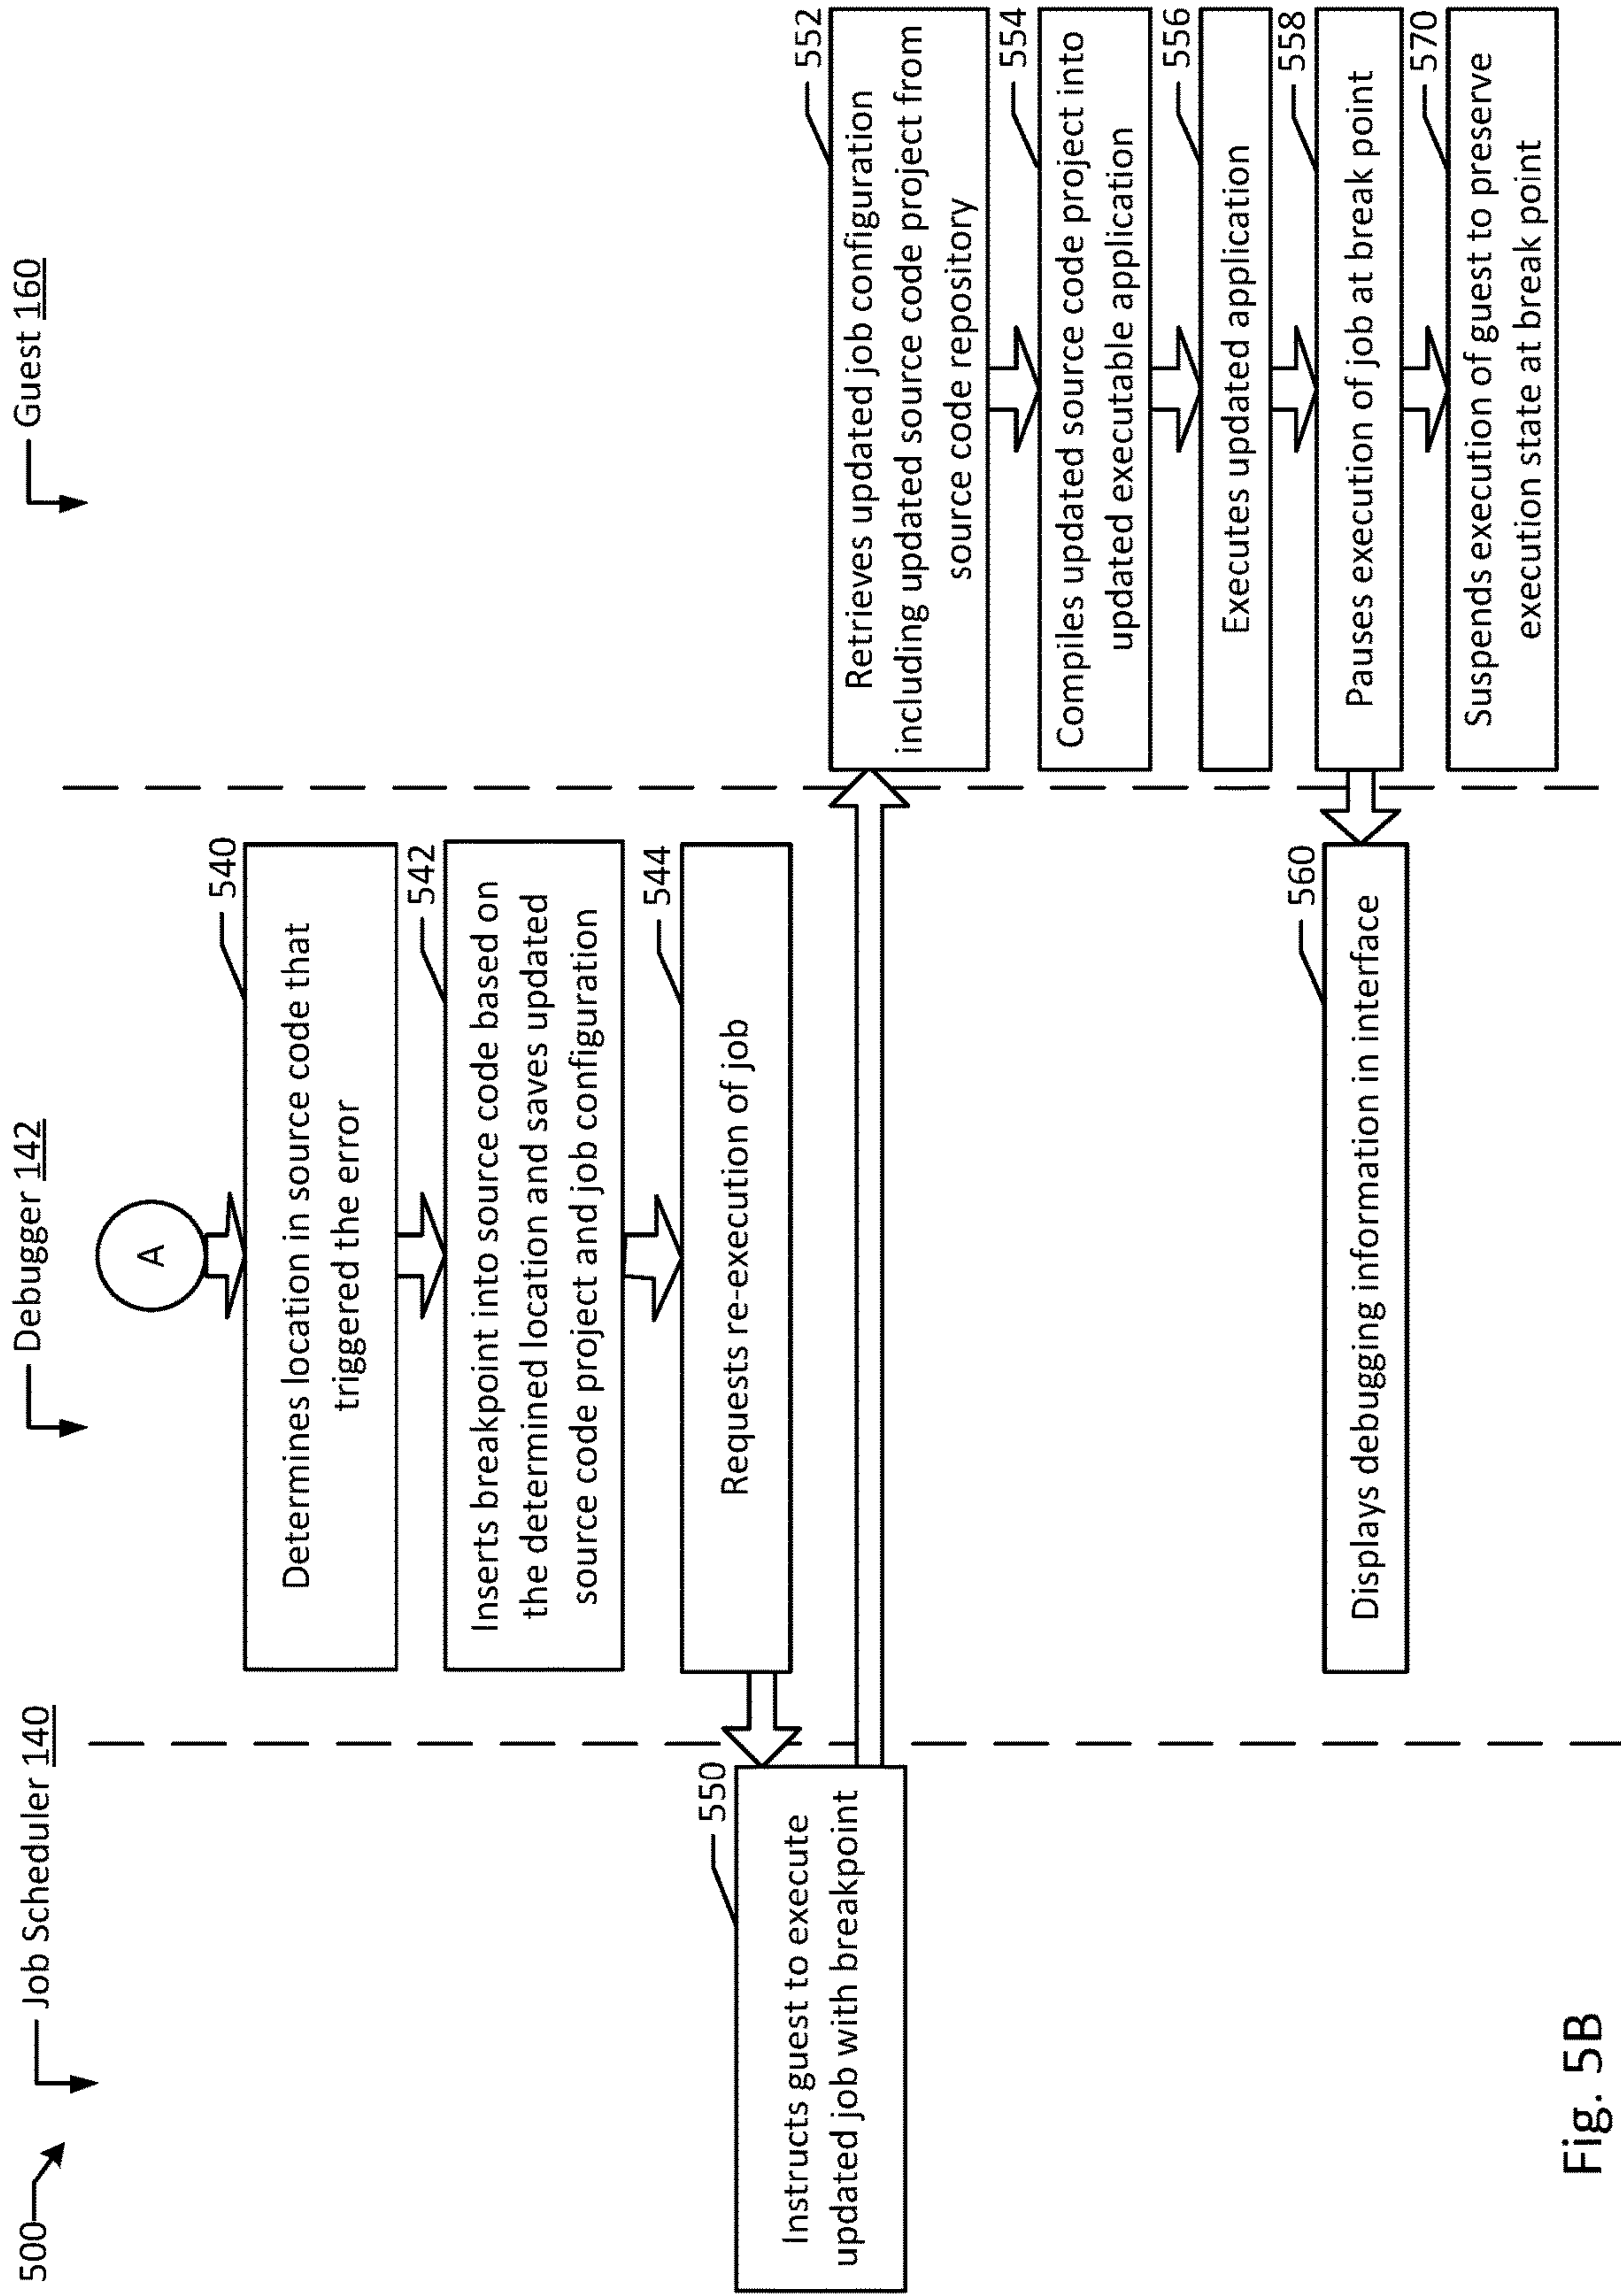 500
Job Scheduler 140
Debugger 142
Guest 160
A
540
Determines location in source code that
triggered the error
542
Inserts breakpoint into source code based on
the determined location and saves updated
source code project and job configuration
544
Requests re-execution of job
550
Instructs guest to execute
updated job with breakpoint
552
Retrieves updated job configuration
including updated source code project from
source code repository
554
Compiles updated source code project into
updated executable application
556
Executes updated application
558
Pauses execution of job at break point
560
Displays debugging information in interface
570
Suspends execution of guest to preserve
execution state at break point
Fig. 5B